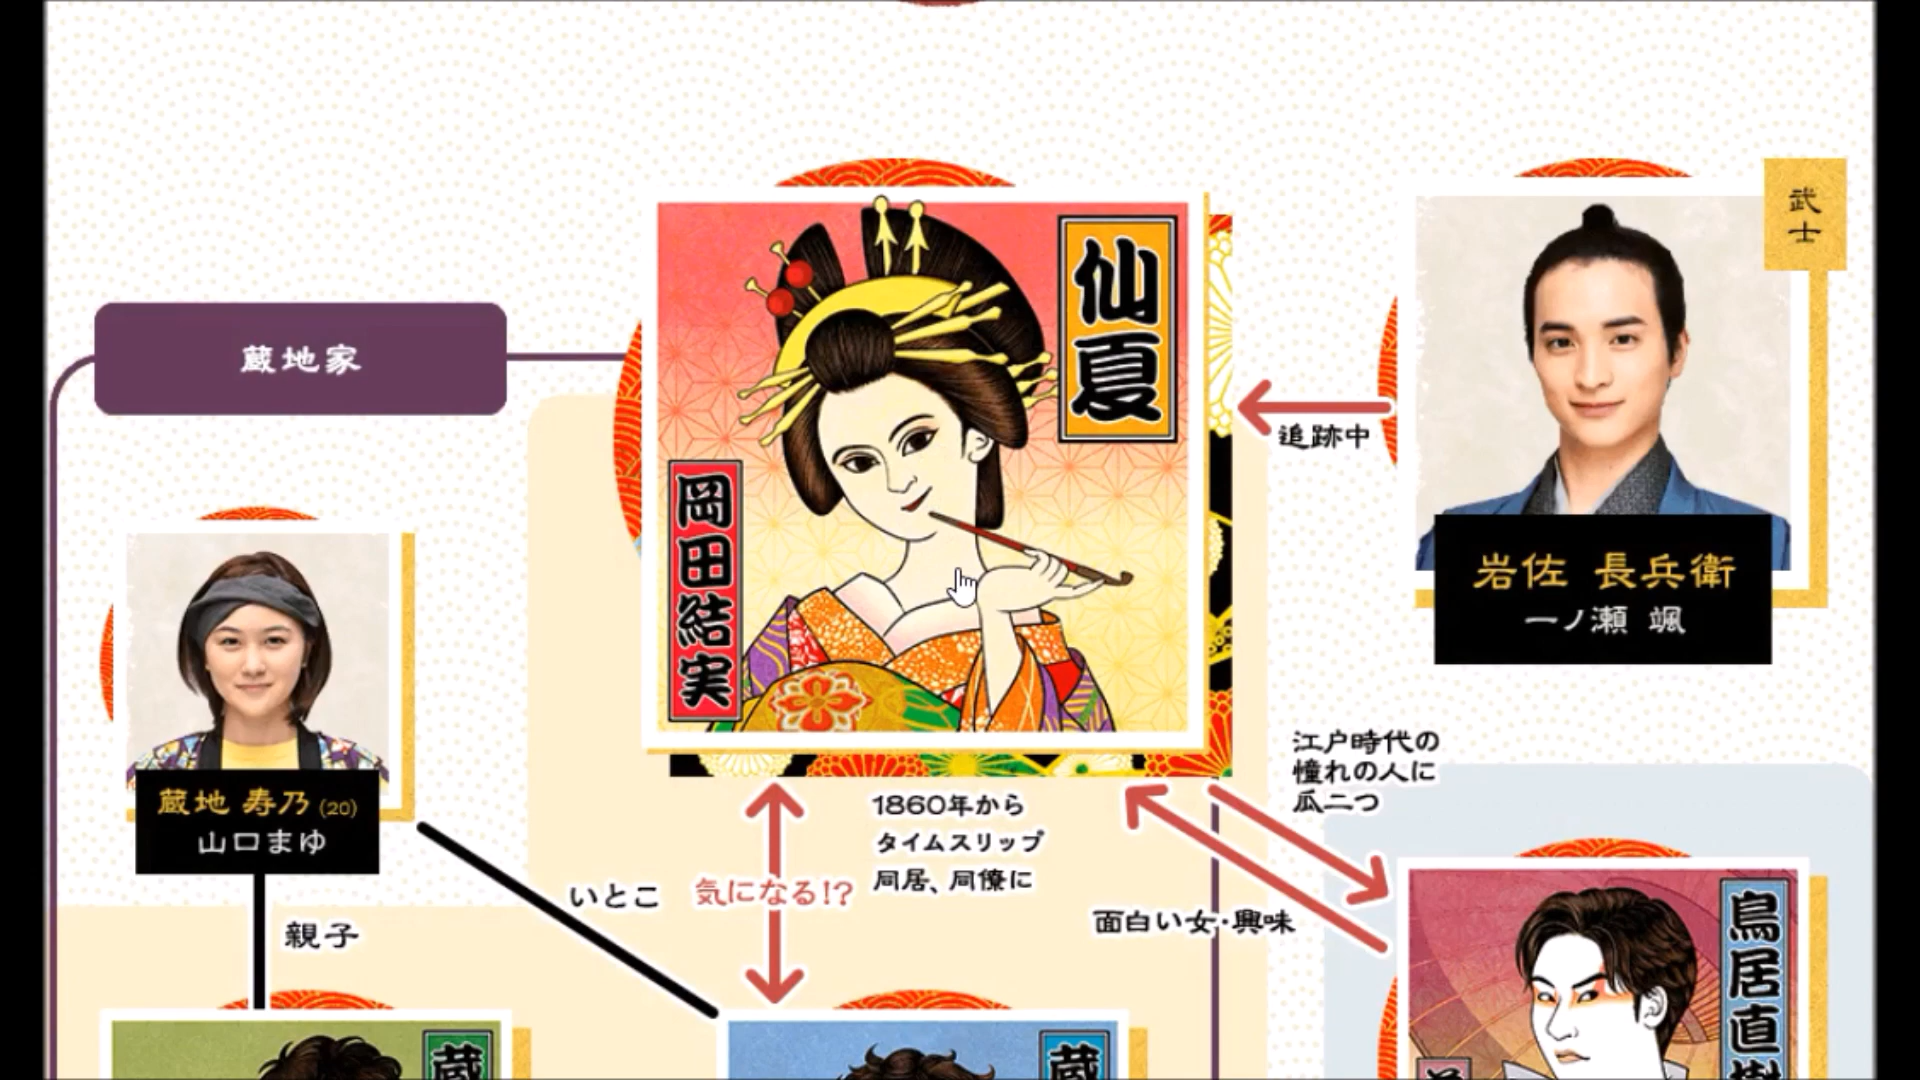 武士
仙夏
岡田結実
蔵地家
追跡中
岩佐 長兵衛
一ノ瀬 颯
蔵地 寿乃 (20)
山口まゆ
江戸時代の
憧れの人に
瓜二つ
1860年から
タイムスリップ
同居、同僚に
いとこ
気になる!?
面白い女・興味
親子
鳥居直樹
蔵
蔵